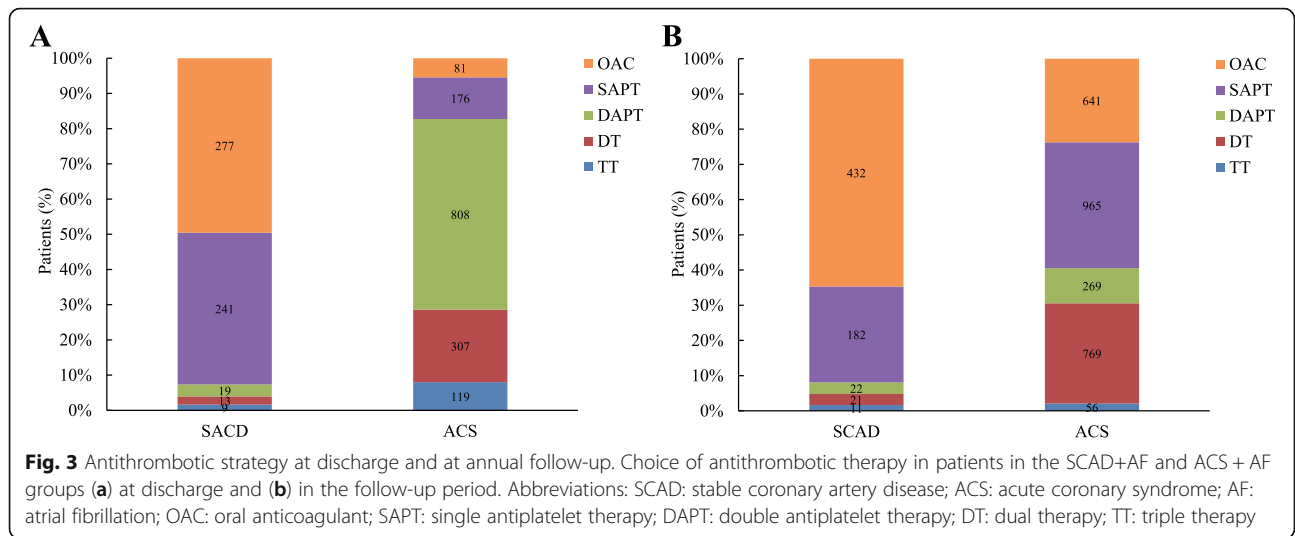 A
100%
90%
80%
70%
60%
50%
40%
30%
20%
10%
0%
Patients (%)
277
241
19
13
9
81
176
808
307
119
SACD
ACS
OAC
SAPT
DAPT
DT
TT
B
100%
90%
80%
70%
60%
50%
40%
30%
20%
10%
0%
Patients (%)
432
182
22
21
11
641
965
269
769
56
SCAD
ACS
OAC
SAPT
DAPT
DT
TT
Fig. 3 Antithrombotic strategy at discharge and at annual follow-up. Choice of antithrombotic therapy in patients in the SCAD+AF and ACS + AF
groups (a) at discharge and (b) in the follow-up period. Abbreviations: SCAD: stable coronary artery disease; ACS: acute coronary syndrome; AF:
atrial fibrillation; OAC: oral anticoagulant; SAPT: single antiplatelet therapy; DAPT: double antiplatelet therapy; DT: dual therapy; TT: triple therapy